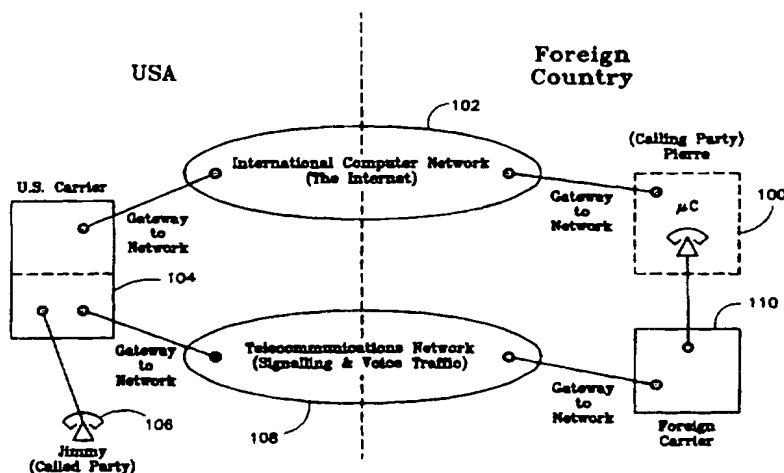 USA
Foreign
Country
102
(Calling Party)
Pierre
International Computer Network
(The Internet)
U.S. Carrier
Gateway
to
Network
Gateway
to
Network
μC
100
104
110
Telecommunications Network
(Signalling & Voice Traffic)
Gateway
to
Network
Gateway
to
Network
106
108
Jimmy
(Called Party)
Foreign
Carrier